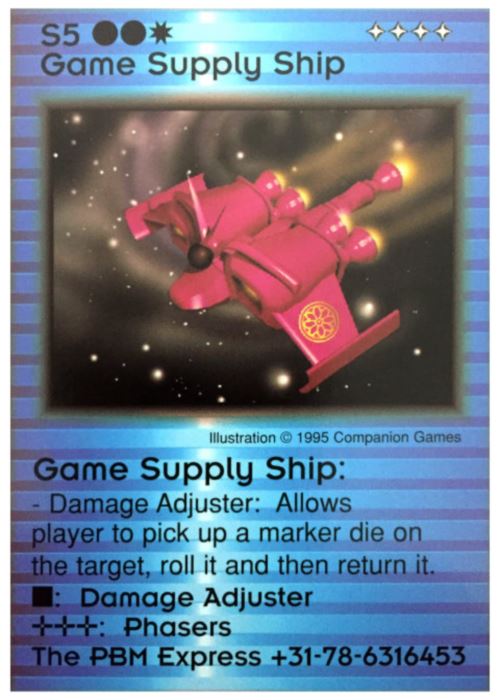 S5 ●●✷ ✧✧✧✧
Game Supply Ship
Illustration © 1995 Companion Games
Game Supply Ship:
- Damage Adjuster: Allows
player to pick up a marker die on
the target, roll it and then return it.
■: Damage Adjuster
✢✢✢: Phasers
The PBM Express +31-78-6316453